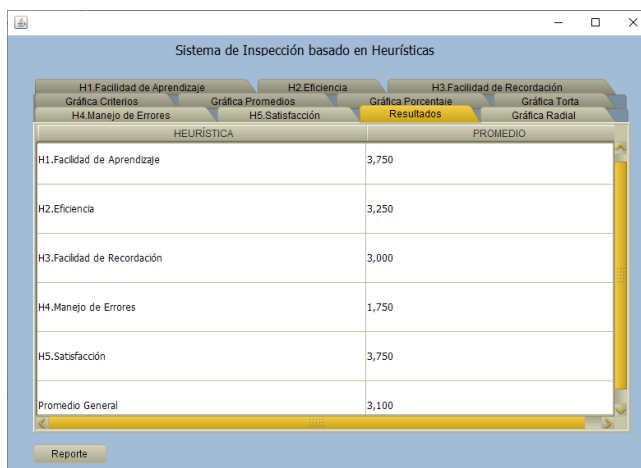 Sistema de Inspección basado en Heurísticas
H1.Facilidad de Aprendizaje H2.Eficiencia H3.Facilidad de Recordación
Gráfica Criterios Gráfica Promedios Gráfica Porcentaje Gráfica Torta
H4.Manejo de Errores H5.Satisfacción Resultados Gráfica Radial
HEURÍSTICA PROMEDIO
H1.Facilidad de Aprendizaje 3,750
H2.Eficiencia 3,250
H3.Facilidad de Recordación 3,000
H4.Manejo de Errores 1,750
H5.Satisfacción 3,750
Promedio General 3,100
Reporte